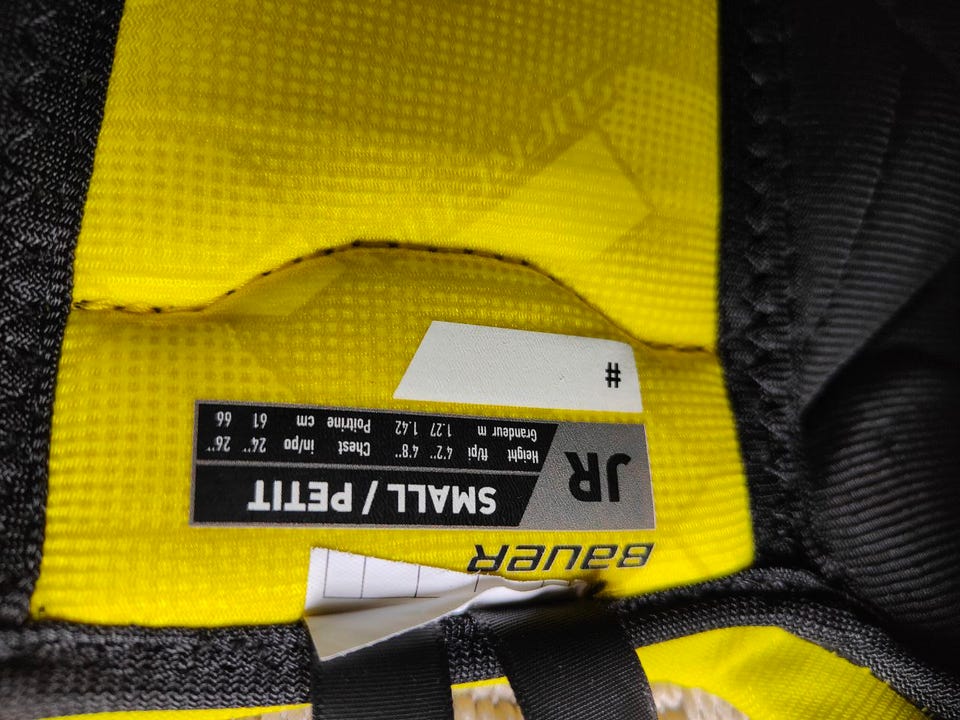 BAUER
JR SMALL / PETIT
Height ft/pi 4'2" 4'8" Chest in/po 24" 26"
Grandeur m 1.27 1.42 Poitrine cm 61 66
#